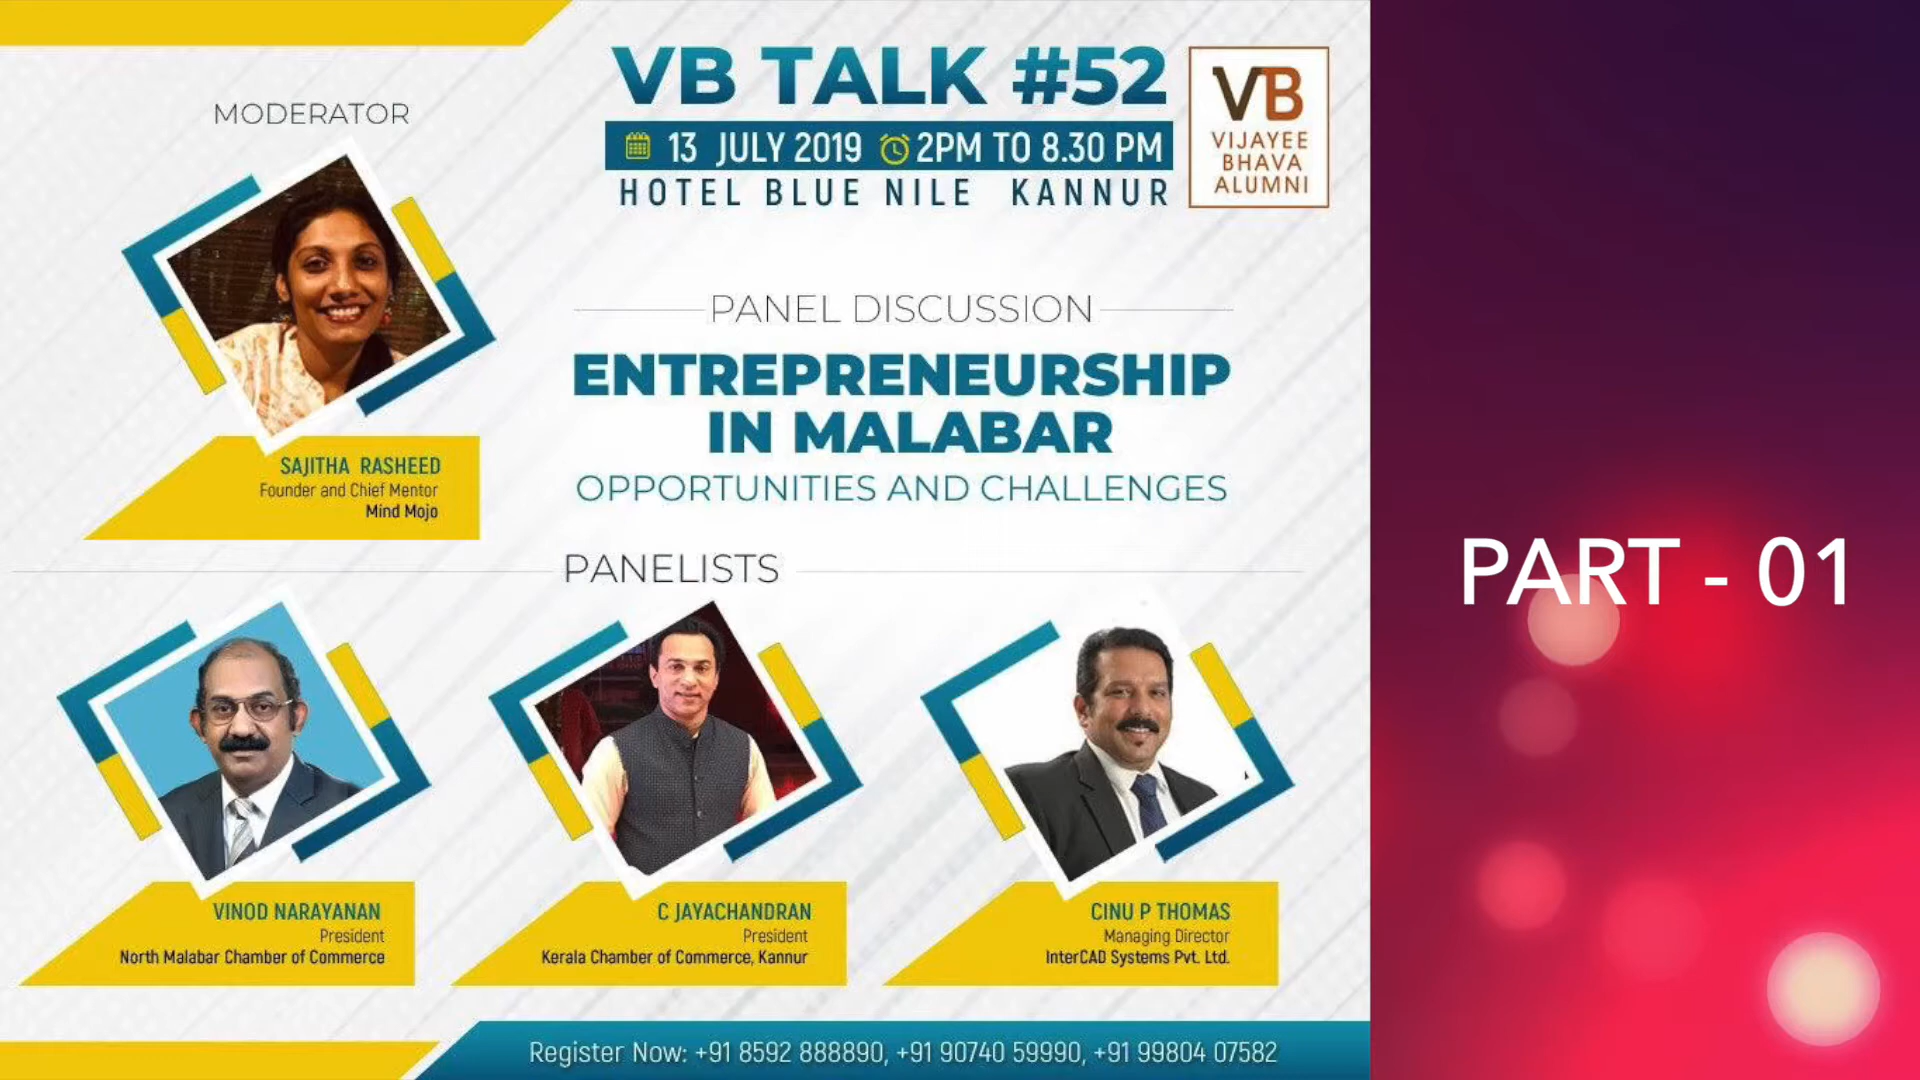 VB TALK #52
13 JULY 2019 2PM TO 8.30 PM
HOTEL BLUE NILE KANNUR
VB
VIJAYEE
BHAVA
ALUMNI
MODERATOR
SAJITHA RASHEED
Founder and Chief Mentor
Mind Mojo
PANEL DISCUSSION
ENTREPRENEURSHIP
IN MALABAR
OPPORTUNITIES AND CHALLENGES
PANELISTS
VINOD NARAYANAN
President
North Malabar Chamber of Commerce
C JAYACHANDRAN
President
Kerala Chamber of Commerce, Kannur
CINU P THOMAS
Managing Director
InterCAD Systems Pvt. Ltd.
Register Now: +91 8592 888890, +91 90740 59990, +91 99804 07582
PART - 01